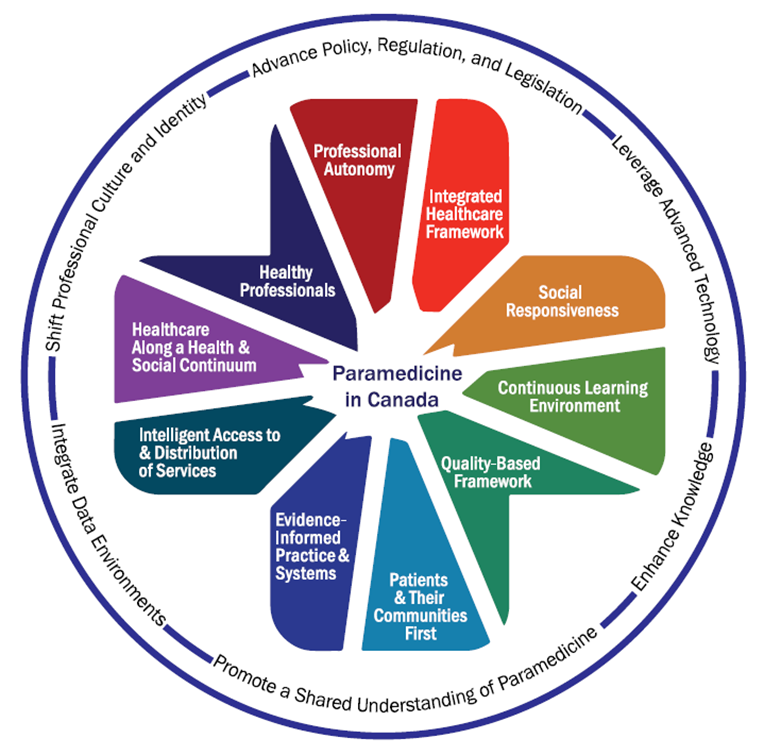 Advance Policy, Regulation, and Legislation
Leverage Advanced Technology
Enhance Knowledge
Promote a Shared Understanding of Paramedicine
Integrate Data Environments
Shift Professional Culture and Identity
Professional
Autonomy
Integrated
Healthcare
Framework
Social
Responsiveness
Continuous Learning
Environment
Quality-Based
Framework
Patients
& Their
Communities
First
Evidence-
Informed
Practice &
Systems
Intelligent Access to
& Distribution
of Services
Healthcare
Along a Health &
Social Continuum
Healthy
Professionals
Paramedicine
in Canada